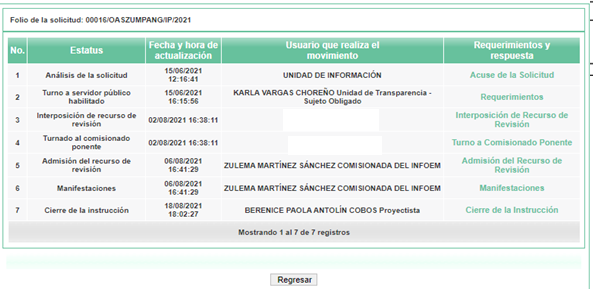 Folio de la solicitud: 00016/OASZUMPANG/IP/2021
No. Estatus Fecha y hora de actualización Usuario que realiza el movimiento Requerimientos y respuesta
1 Análisis de la solicitud 15/06/2021 12:16:41 UNIDAD DE INFORMACIÓN Acuse de la Solicitud
2 Turno a servidor público habilitado 15/06/2021 16:15:56 KARLA VARGAS CHOREÑO Unidad de Transparencia - Sujeto Obligado Requerimientos
3 Interposición de recurso de revisión 02/08/2021 16:38:11 Interposición de Recurso de Revisión
4 Turnado al comisionado ponente 02/08/2021 16:38:11 Turno a Comisionado Ponente
5 Admisión del recurso de revisión 06/08/2021 16:41:29 ZULEMA MARTÍNEZ SÁNCHEZ COMISIONADA DEL INFOEM Admisión del Recurso de Revisión
6 Manifestaciones 06/08/2021 16:41:29 ZULEMA MARTÍNEZ SÁNCHEZ COMISIONADA DEL INFOEM Manifestaciones
7 Cierre de la instrucción 18/08/2021 18:02:27 BERENICE PAOLA ANTOLÍN COBOS Proyectista Cierre de la Instrucción
Mostrando 1 al 7 de 7 registros
Regresar